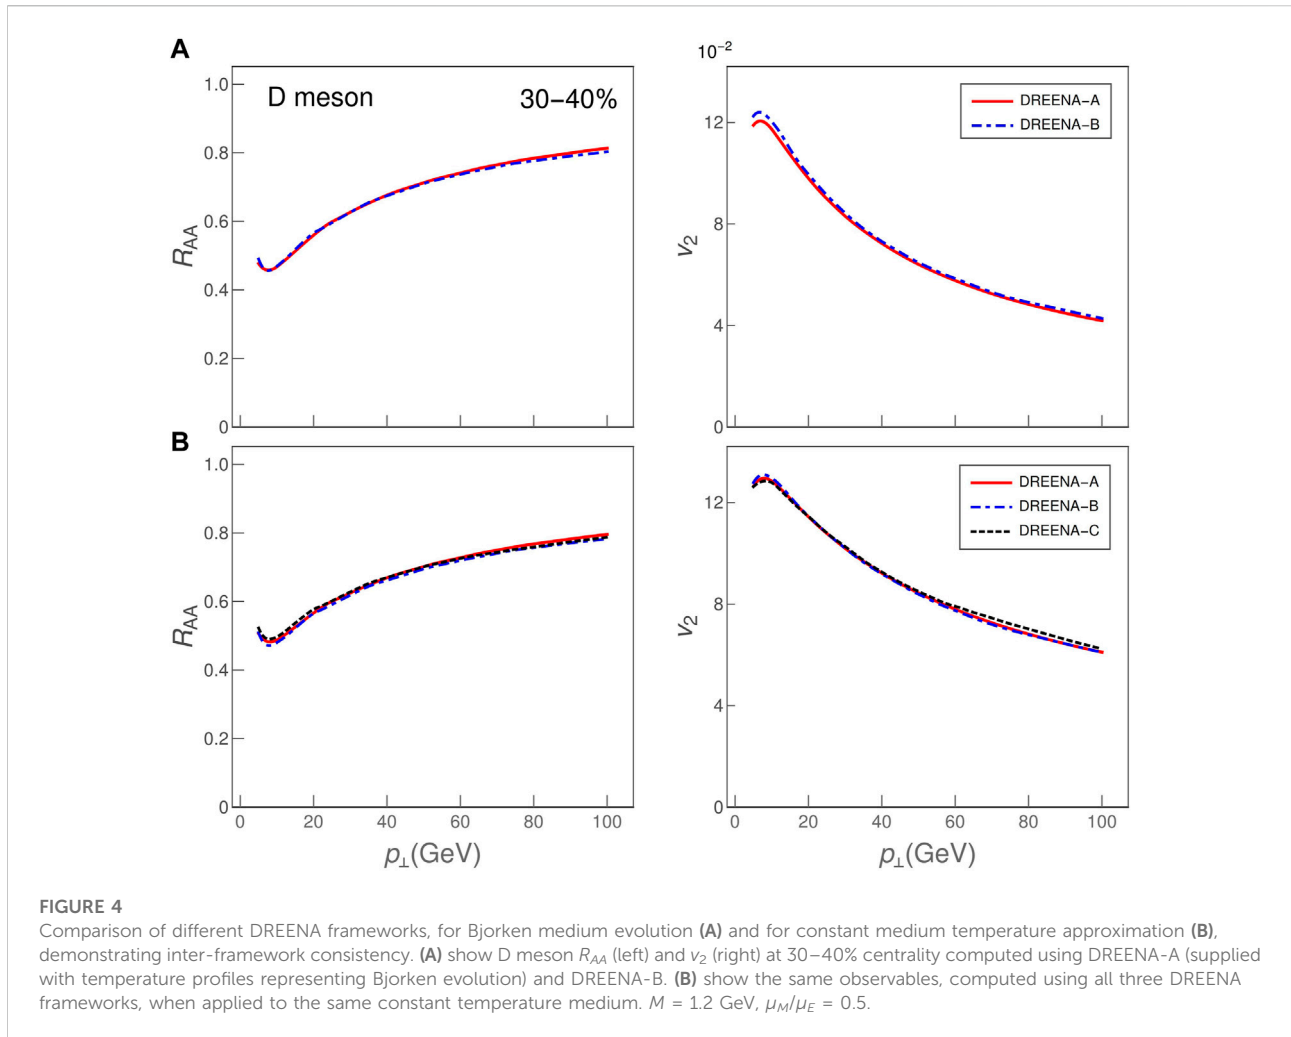 A
10⁻²
D meson 30–40%
1.0
0.8
0.6
0.4
0.2
0
R_AA
12
8
4
0
v₂
DREENA–A
DREENA–B
B
1.0
0.8
0.6
0.4
0.2
0
R_AA
0 20 40 60 80 100
p⊥(GeV)
12
8
4
0
v₂
DREENA–A
DREENA–B
DREENA–C
0 20 40 60 80 100
p⊥(GeV)
FIGURE 4
Comparison of different DREENA frameworks, for Bjorken medium evolution (A) and for constant medium temperature approximation (B),
demonstrating inter-framework consistency. (A) show D meson R_AA (left) and v₂ (right) at 30–40% centrality computed using DREENA-A (supplied
with temperature profiles representing Bjorken evolution) and DREENA-B. (B) show the same observables, computed using all three DREENA
frameworks, when applied to the same constant temperature medium. M = 1.2 GeV, μ_M/μ_E = 0.5.